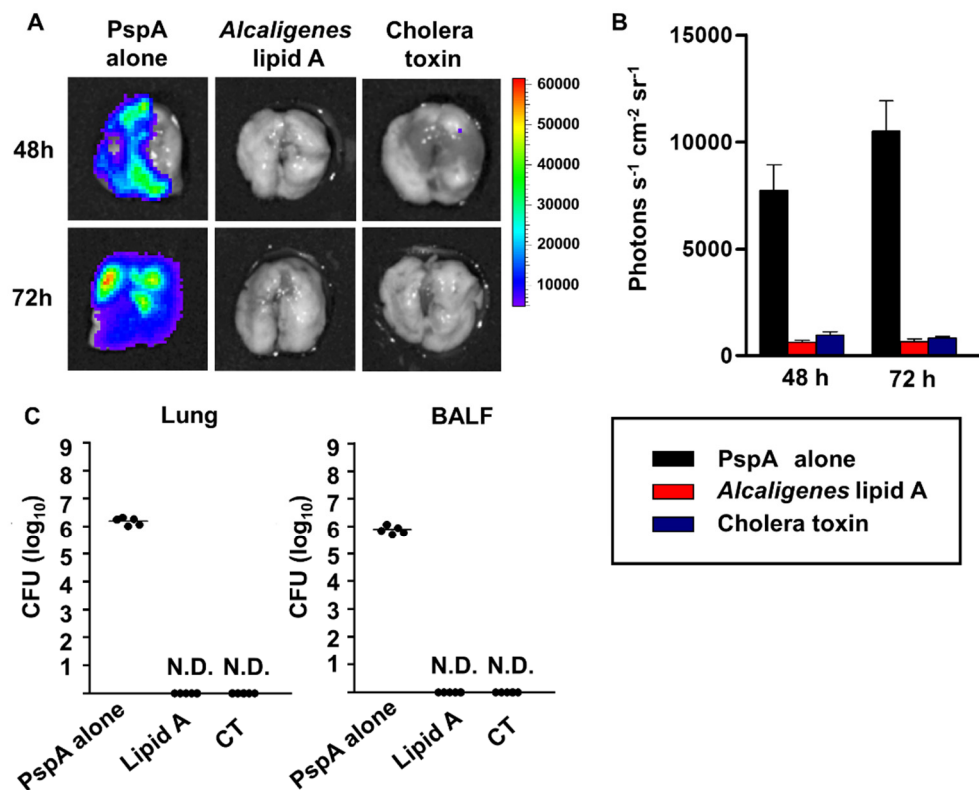 A
PspA alone
Alcaligenes lipid A
Cholera toxin
48h
72h
60000
50000
40000
30000
20000
10000
B
Photons s⁻¹ cm⁻² sr⁻¹
15000
10000
5000
0
48 h
72 h
PspA alone
Alcaligenes lipid A
Cholera toxin
C
Lung
CFU (log₁₀)
9
8
7
6
5
4
3
2
1
N.D. N.D.
PspA alone
Lipid A
CT
BALF
CFU (log₁₀)
9
8
7
6
5
4
3
2
1
N.D. N.D.
PspA alone
Lipid A
CT